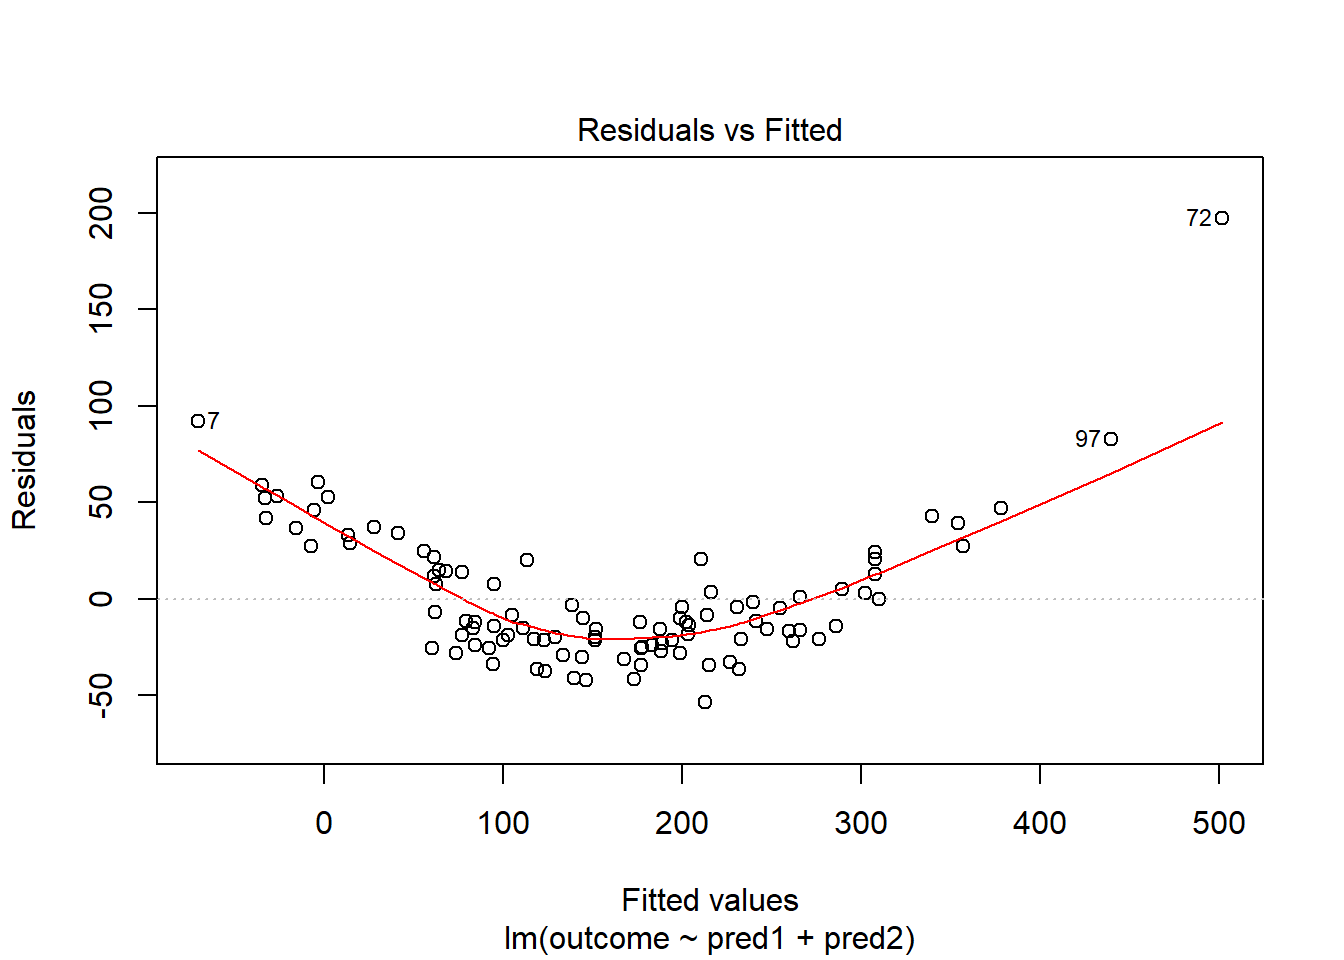 Residuals vs Fitted
Residuals
200
150
100
50
0
-50
72
7
97
0 100 200 300 400 500
Fitted values
lm(outcome ~ pred1 + pred2)